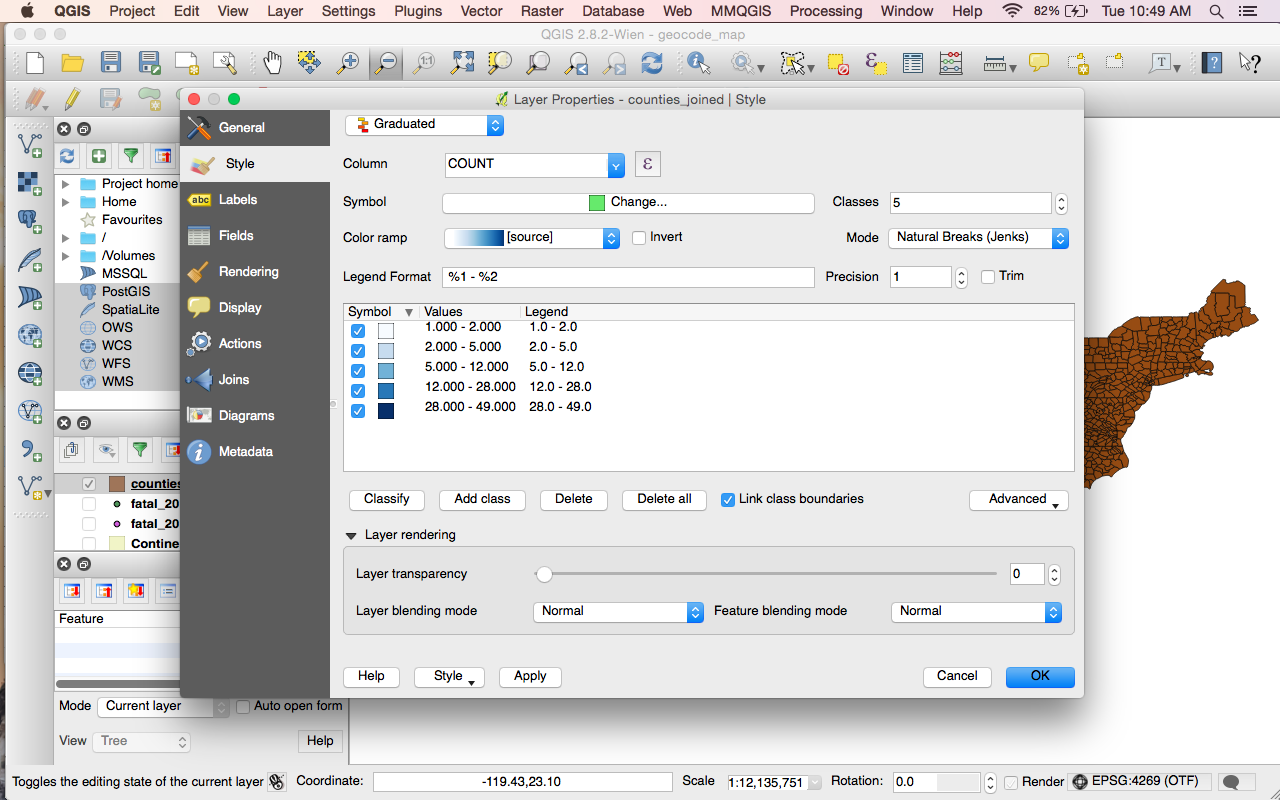 QGIS Project Edit View Layer Settings Plugins Vector Raster Database Web MMQGIS Processing Window Help 82% Tue 10:49 AM
QGIS 2.8.2-Wien - geocode_map
Layer Properties - counties_joined | Style
General
Style
Labels
Fields
Rendering
Display
Actions
Joins
Diagrams
Metadata
Graduated
Column COUNT ε
Symbol Change... Classes 5
Color ramp [source] Invert Mode Natural Breaks (Jenks)
Legend Format %1 - %2 Precision 1 Trim
Symbol Values Legend
1.000 - 2.000 1.0 - 2.0
2.000 - 5.000 2.0 - 5.0
5.000 - 12.000 5.0 - 12.0
12.000 - 28.000 12.0 - 28.0
28.000 - 49.000 28.0 - 49.0
Classify Add class Delete Delete all Link class boundaries Advanced
Layer rendering
Layer transparency 0
Layer blending mode Normal Feature blending mode Normal
Help Style Apply Cancel OK
Project home
Home
Favourites
/
/Volumes
MSSQL
PostGIS
SpatiaLite
OWS
WCS
WFS
WMS
counties
fatal_20
fatal_20
Contine
Feature
Mode Current layer Auto open form
View Tree Help
Toggles the editing state of the current layer Coordinate: -119.43,23.10 Scale 1:12,135,751 Rotation: 0.0 Render EPSG:4269 (OTF)